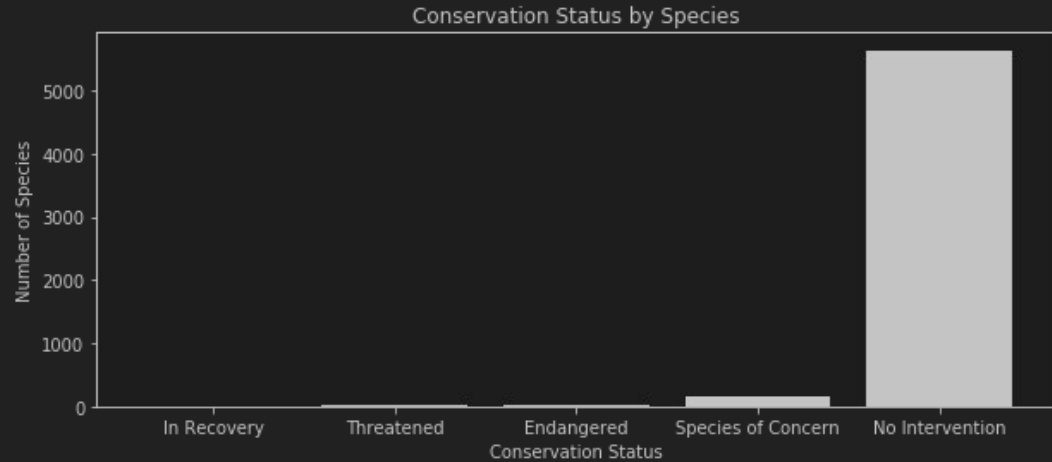 Conservation Status by Species
Number of Species
5000
4000
3000
2000
1000
0
In Recovery Threatened Endangered Species of Concern No Intervention
Conservation Status